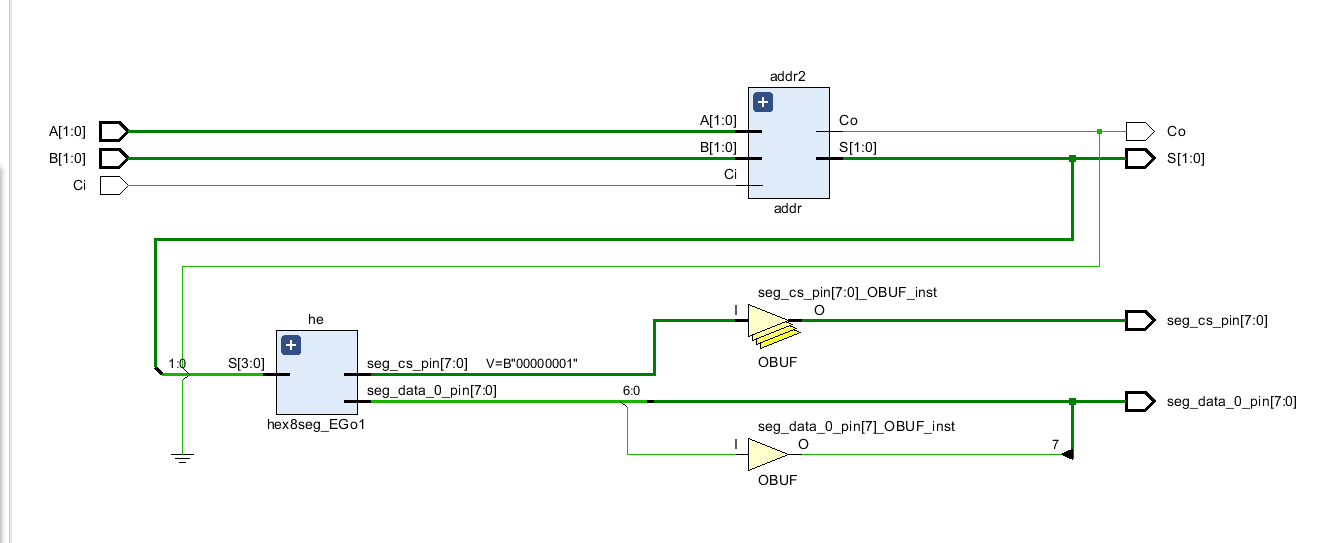 addr2
A[1:0] A[1:0] Co Co
B[1:0] B[1:0] S[1:0] S[1:0]
Ci Ci
addr
seg_cs_pin[7:0]_OBUF_inst
he I O seg_cs_pin[7:0]
OBUF
1:0 S[3:0] seg_cs_pin[7:0] V=B"00000001"
seg_data_0_pin[7:0] 6:0 seg_data_0_pin[7:0]
hex8seg_EGo1 seg_data_0_pin[7]_OBUF_inst
I O 7
OBUF